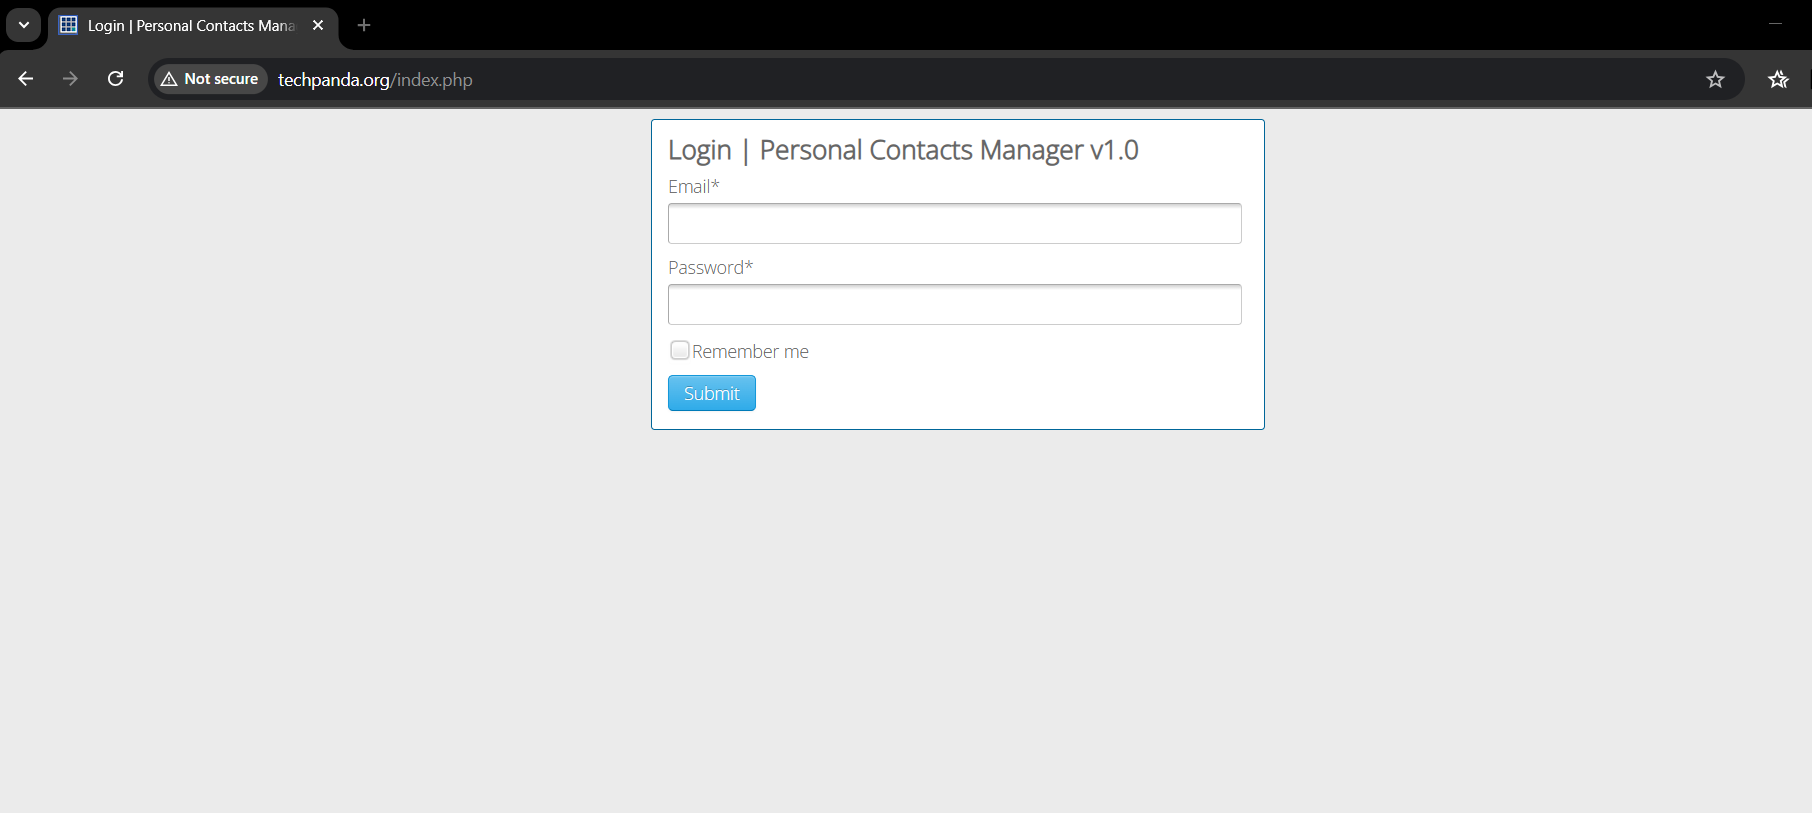 Login | Personal Contacts Mana
Not secure
techpanda.org/index.php
Login | Personal Contacts Manager v1.0
Email*
Password*
Remember me
Submit